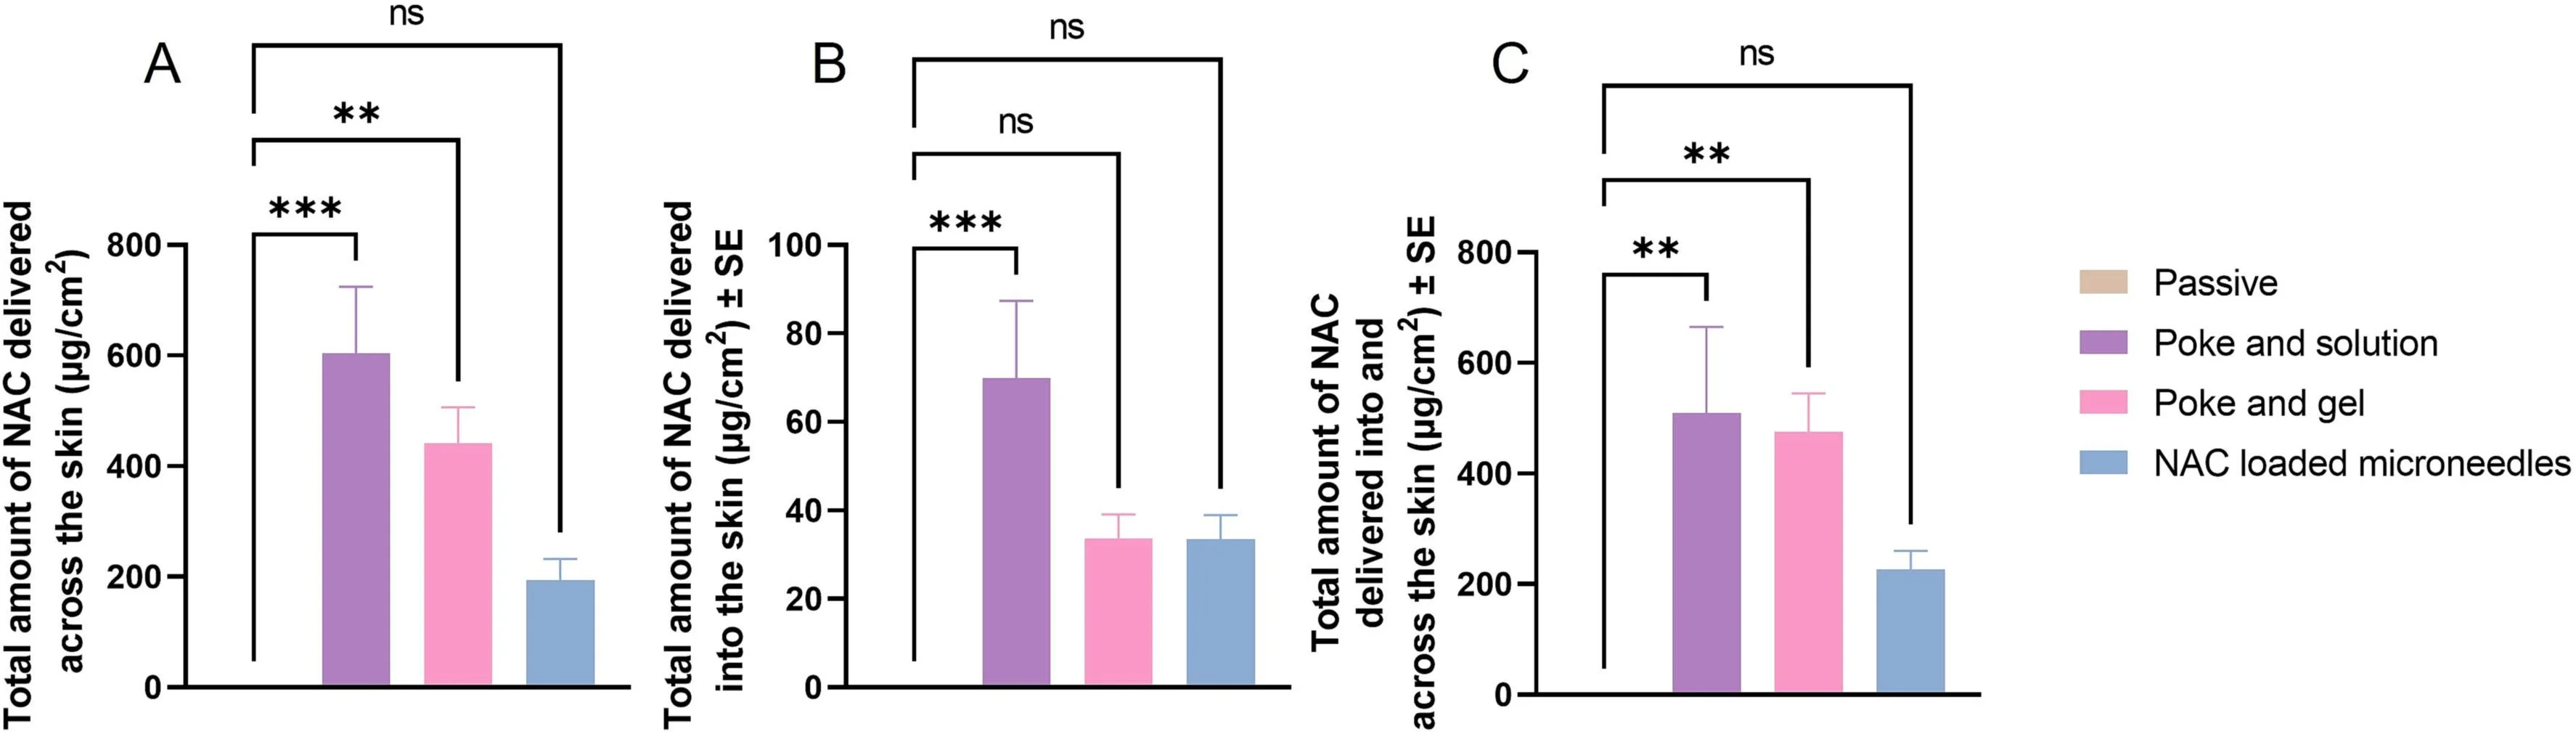 A
ns
**
***
Total amount of NAC delivered
across the skin (µg/cm2)
800
600
400
200
0
B
ns
ns
***
Total amount of NAC delivered
into the skin (µg/cm2) ± SE
100
80
60
40
20
0
C
ns
**
**
Total amount of NAC
delivered into and
across the skin (µg/cm2) ± SE
800
600
400
200
0
Passive
Poke and solution
Poke and gel
NAC loaded microneedles